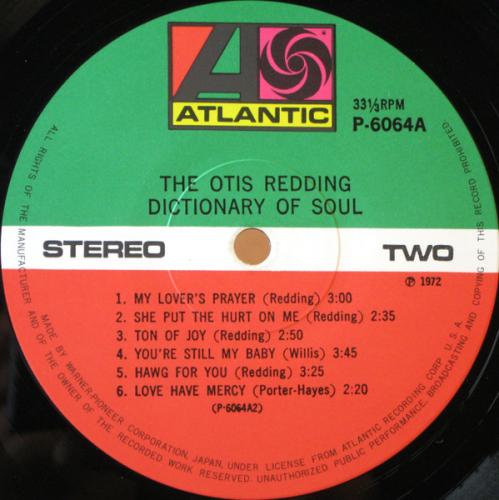 ATLANTIC
33⅓RPM
P-6064A
THE OTIS REDDING
DICTIONARY OF SOUL
STEREO
TWO
Ⓟ 1972
1. MY LOVER'S PRAYER (Redding) 3:00
2. SHE PUT THE HURT ON ME (Redding) 2:35
3. TON OF JOY (Redding) 2:50
4. YOU'RE STILL MY BABY (Willis) 3:45
5. HAWG FOR YOU (Redding) 3:25
6. LOVE HAVE MERCY (Porter-Hayes) 2:20
(P-6064A2)
MADE BY WARNER-PIONEER CORPORATION, JAPAN, UNDER LICENSE FROM ATLANTIC RECORDING CORP. U.S.A.
ALL RIGHTS OF THE MANUFACTURER AND OF THE OWNER OF THE RECORDED WORK RESERVED. UNAUTHORIZED PUBLIC PERFORMANCE, BROADCASTING AND COPYING OF THIS RECORD PROHIBITED.